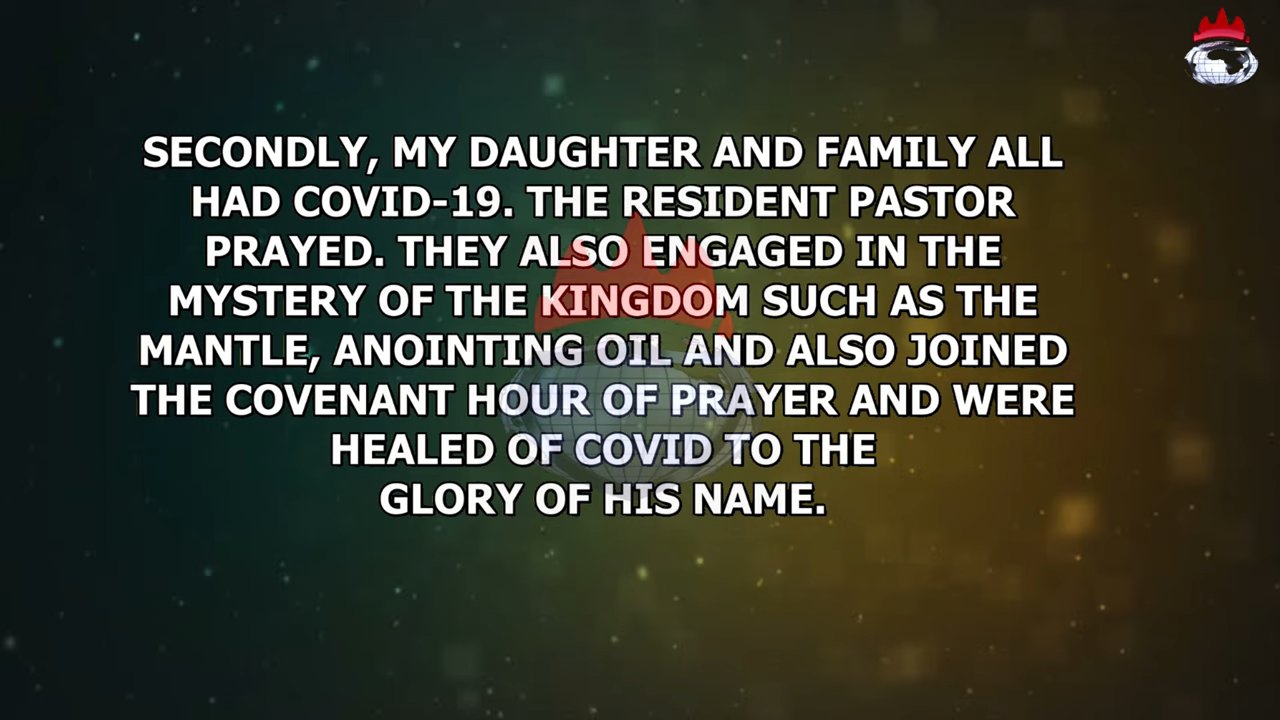 SECONDLY, MY DAUGHTER AND FAMILY ALL
HAD COVID-19. THE RESIDENT PASTOR
PRAYED. THEY ALSO ENGAGED IN THE
MYSTERY OF THE KINGDOM SUCH AS THE
MANTLE, ANOINTING OIL AND ALSO JOINED
THE COVENANT HOUR OF PRAYER AND WERE
HEALED OF COVID TO THE
GLORY OF HIS NAME.